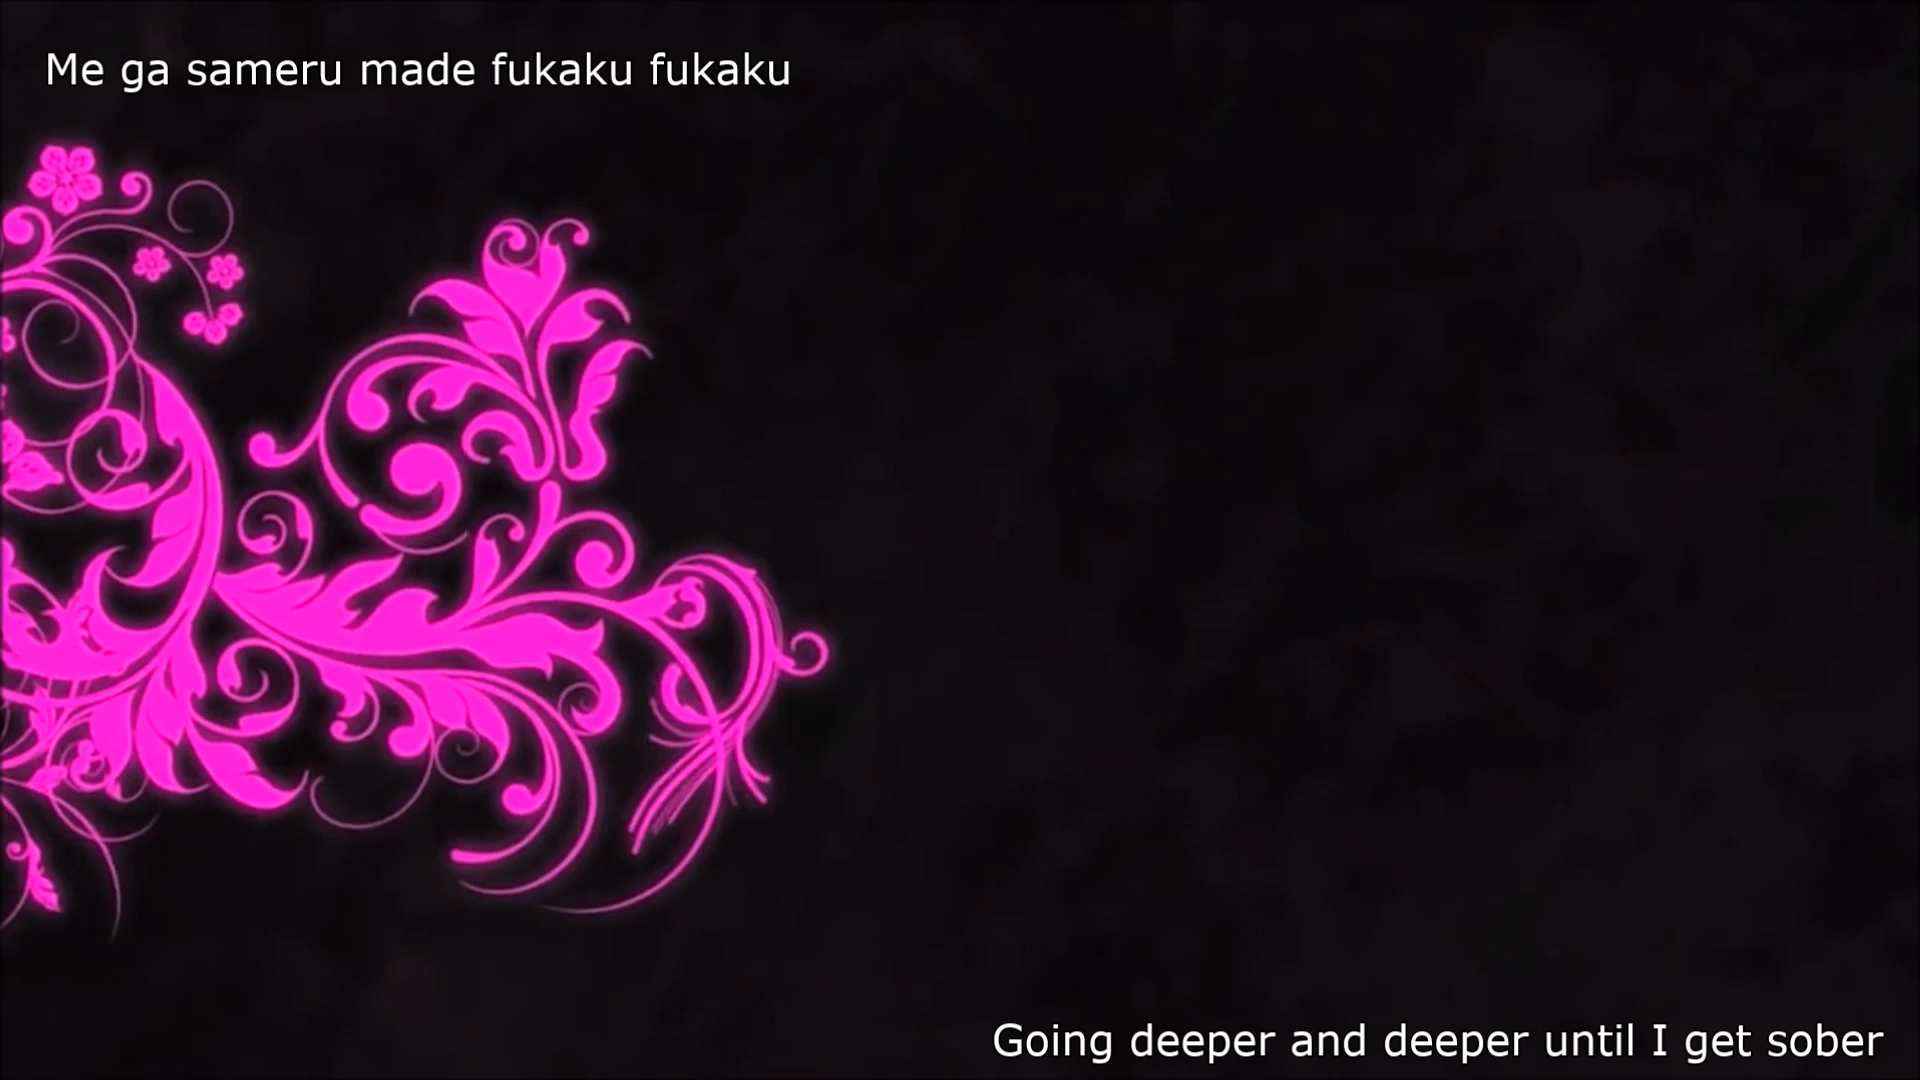 Me ga sameru made fukaku fukaku
Going deeper and deeper until I get sober